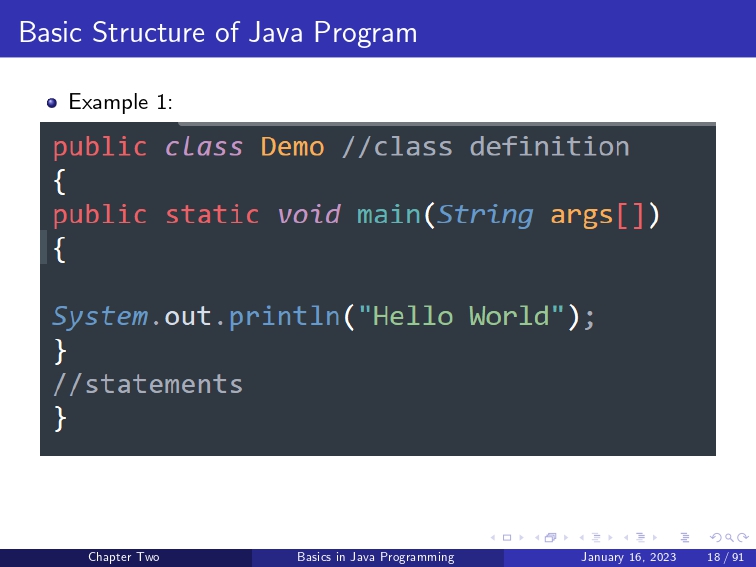 Basic Structure of Java Program
Example 1:
public class Demo //class definition
{
public static void main(String args[])
{
System.out.println("Hello World");
}
//statements
}
Chapter Two Basics in Java Programming January 16, 2023 18 / 91